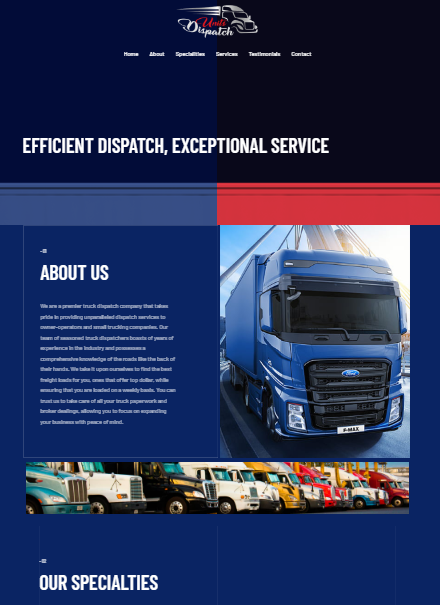 Unite
Dispatch
Home About Specialities Services Testimonials Contact
EFFICIENT DISPATCH, EXCEPTIONAL SERVICE
ABOUT US
We are a premier truck dispatch company that takes
pride in providing unparalleled dispatch services to
owner-operators and small trucking companies. Our
team of seasoned truck dispatchers boasts of years of
experience in the industry and possesses a
comprehensive knowledge of the roads like the back of
their hands. We take it upon ourselves to find the best
freight loads for you, ones that offer top dollar, while
ensuring that you are loaded on a weekly basis. You can
trust us to take care of all your truck paperwork and
broker dealings, allowing you to focus on expanding
your business with peace of mind.
Ford
F-MAX
OUR SPECIALTIES